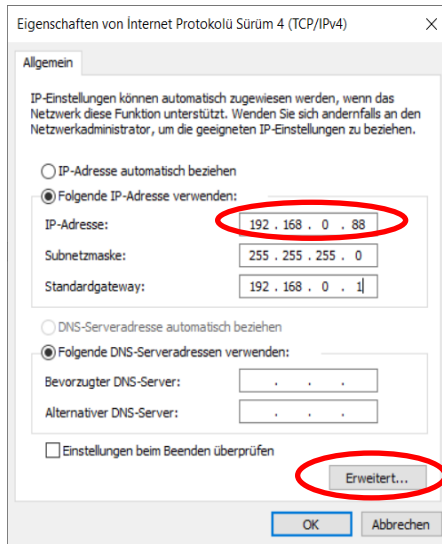 Eigenschaften von İnternet Protokolü Sürüm 4 (TCP/IPv4)
Allgemein
IP-Einstellungen können automatisch zugewiesen werden, wenn das
Netzwerk diese Funktion unterstützt. Wenden Sie sich andernfalls an den
Netzwerkadministrator, um die geeigneten IP-Einstellungen zu beziehen.
IP-Adresse automatisch beziehen
Folgende IP-Adresse verwenden:
IP-Adresse: 192 . 168 . 0 . 88
Subnetzmaske: 255 . 255 . 255 . 0
Standardgateway: 192 . 168 . 0 . 1
DNS-Serveradresse automatisch beziehen
Folgende DNS-Serveradressen verwenden:
Bevorzugter DNS-Server: . . .
Alternativer DNS-Server: . . .
Einstellungen beim Beenden überprüfen
Erweitert...
OK Abbrechen